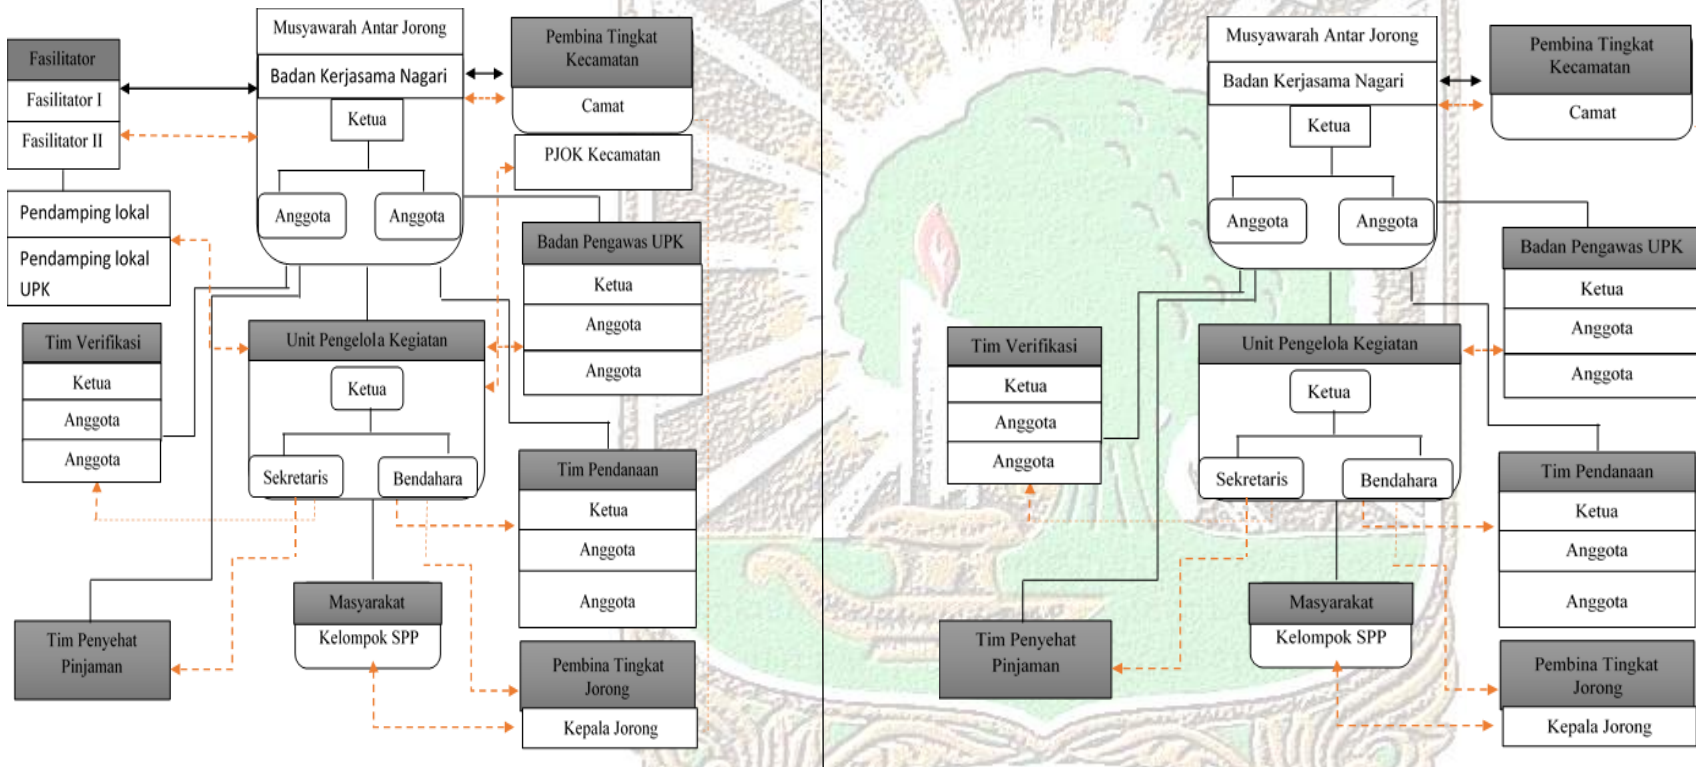 Musyawarah Antar Jorong
Badan Kerjasama Nagari
Ketua
Anggota
Anggota
Fasilitator
Fasilitator I
Fasilitator II
Pendamping lokal
Pendamping lokal
UPK
Pembina Tingkat
Kecamatan
Camat
PJOK Kecamatan
Badan Pengawas UPK
Ketua
Anggota
Anggota
Tim Verifikasi
Ketua
Anggota
Anggota
Unit Pengelola Kegiatan
Ketua
Sekretaris
Bendahara
Tim Pendanaan
Ketua
Anggota
Anggota
Masyarakat
Kelompok SPP
Tim Penyehat
Pinjaman
Pembina Tingkat
Jorong
Kepala Jorong
Musyawarah Antar Jorong
Badan Kerjasama Nagari
Ketua
Anggota
Anggota
Pembina Tingkat
Kecamatan
Camat
Badan Pengawas UPK
Ketua
Anggota
Anggota
Tim Verifikasi
Ketua
Anggota
Anggota
Unit Pengelola Kegiatan
Ketua
Sekretaris
Bendahara
Tim Pendanaan
Ketua
Anggota
Anggota
Masyarakat
Kelompok SPP
Tim Penyehat
Pinjaman
Pembina Tingkat
Jorong
Kepala Jorong